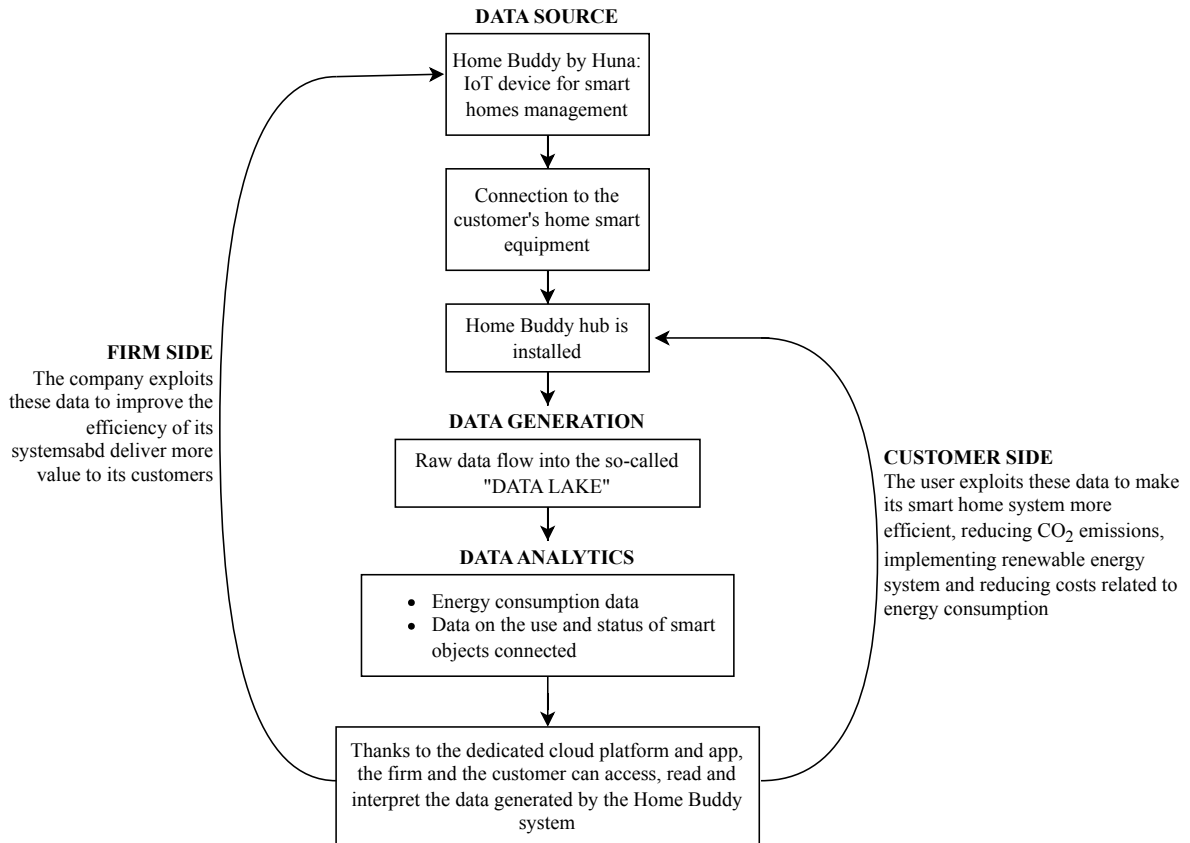 DATA SOURCE
Home Buddy by Huna:
IoT device for smart
homes management
Connection to the
customer's home smart
equipment
Home Buddy hub is
installed
FIRM SIDE
The company exploits
these data to improve the
efficiency of its
systemsabd deliver more
value to its customers
DATA GENERATION
Raw data flow into the so-called
"DATA LAKE"
CUSTOMER SIDE
The user exploits these data to make
its smart home system more
efficient, reducing CO₂ emissions,
implementing renewable energy
system and reducing costs related to
energy consumption
DATA ANALYTICS
• Energy consumption data
• Data on the use and status of smart
objects connected
Thanks to the dedicated cloud platform and app,
the firm and the customer can access, read and
interpret the data generated by the Home Buddy
system